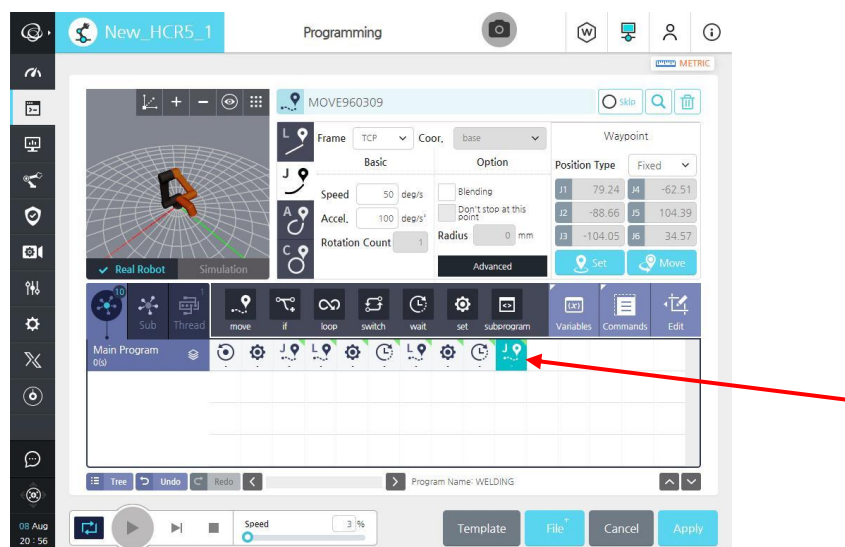 New_HCR5_1
Programming
METRIC
MOVE960309
Skip
L
Frame TCP Coor. base
Waypoint
Basic Option
Position Type Fixed
J
Speed 50 deg/s
Blending
J1 79.24 J4 -62.51
A
Accel. 100 deg/s²
Don't stop at this point
J2 -88.66 J5 104.39
Rotation Count 1
Radius 0 mm
J3 -104.05 J6 34.57
C
Real Robot Simulation
Advanced
Set Move
10
1
Sub Thread move if loop switch wait set subprogram Variables Commands Edit
Main Program
0(s)
J L L J
Tree Undo Redo
Program Name: WELDING
08 Aug
20 : 56
Speed 3 %
Template File Cancel Apply